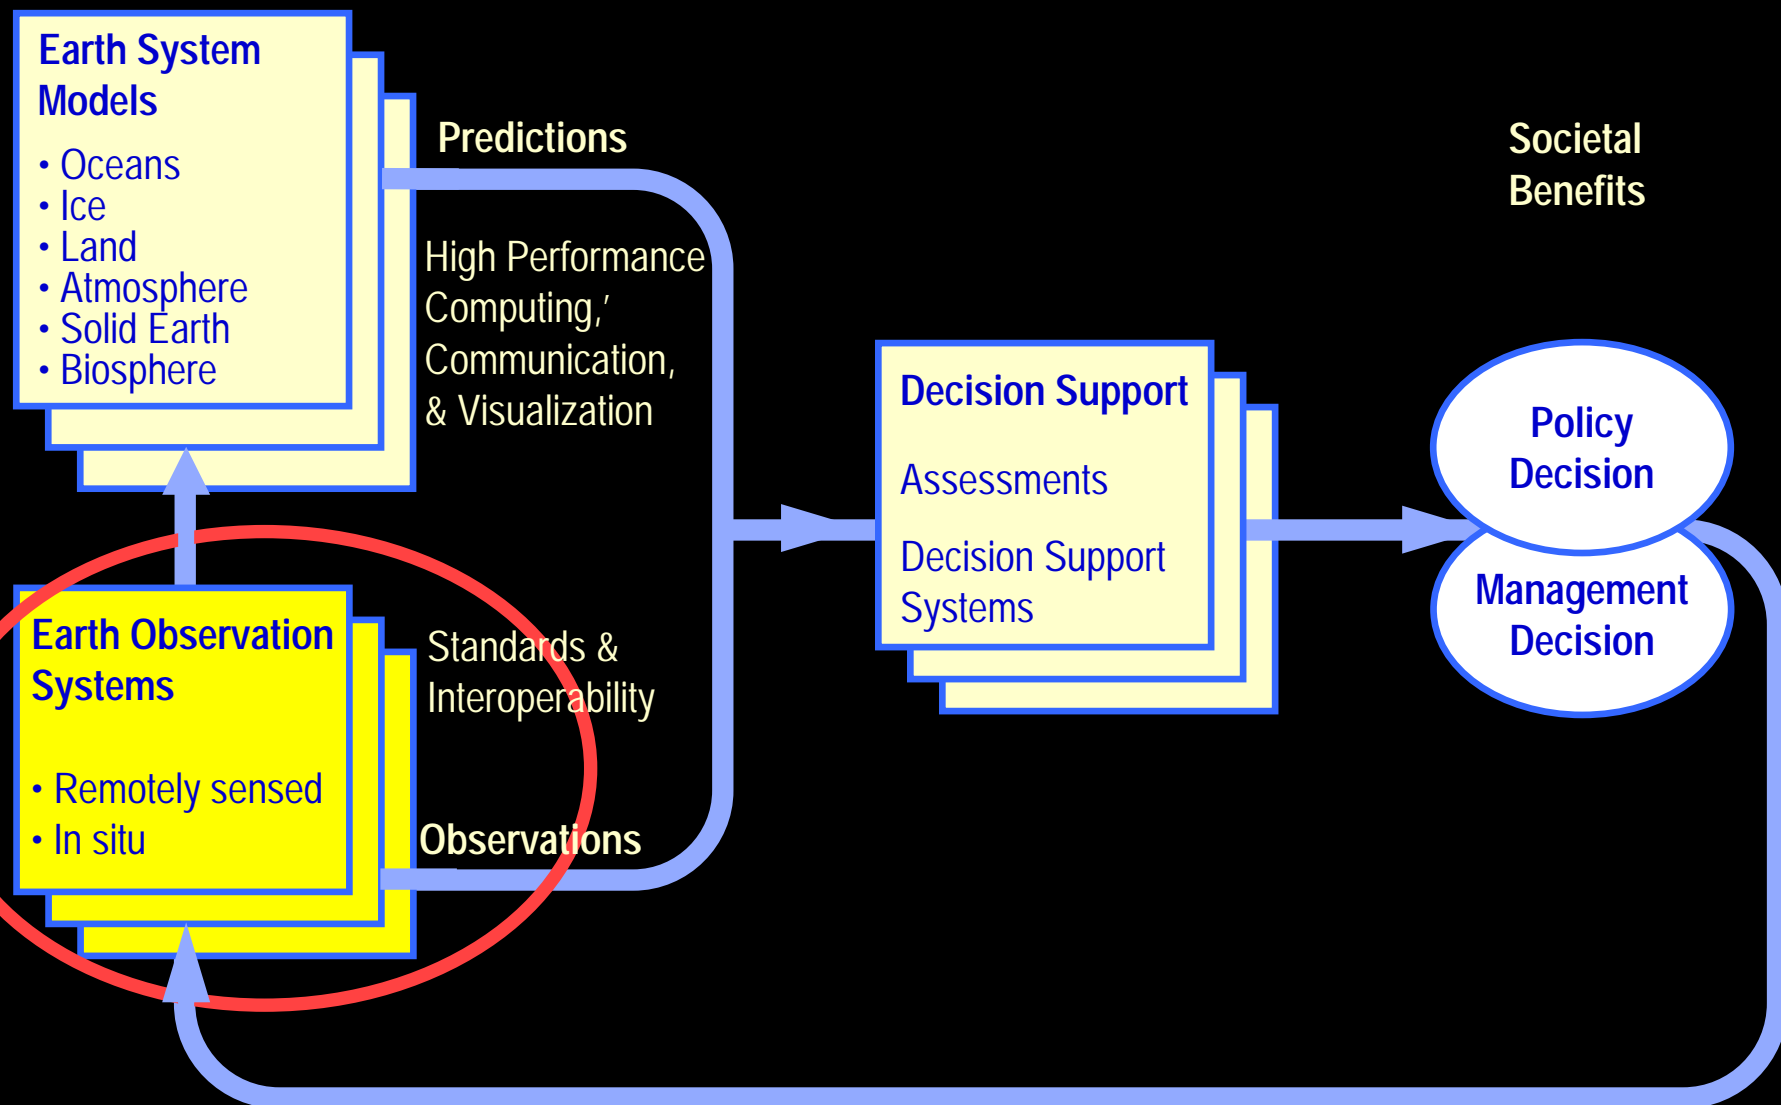 Earth System
Models
• Oceans
• Ice
• Land
• Atmosphere
• Solid Earth
• Biosphere
Predictions
High Performance
Computing,’
Communication,
& Visualization
Societal
Benefits
Decision Support
Assessments
Decision Support
Systems
Policy
Decision
Management
Decision
Earth Observation
Systems
• Remotely sensed
• In situ
Standards &
Interoperability
Observations